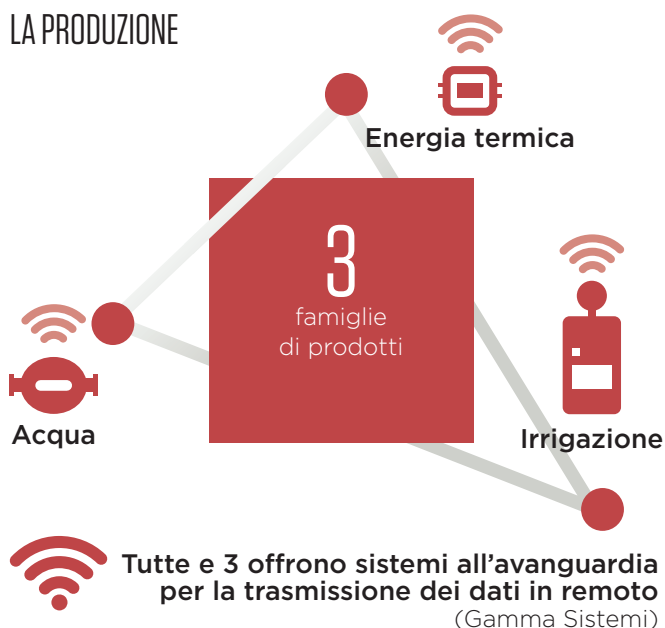 LA PRODUZIONE
Energia termica
3
famiglie
di prodotti
Acqua
Irrigazione
Tutte e 3 offrono sistemi all’avanguardia
per la trasmissione dei dati in remoto
(Gamma Sistemi)